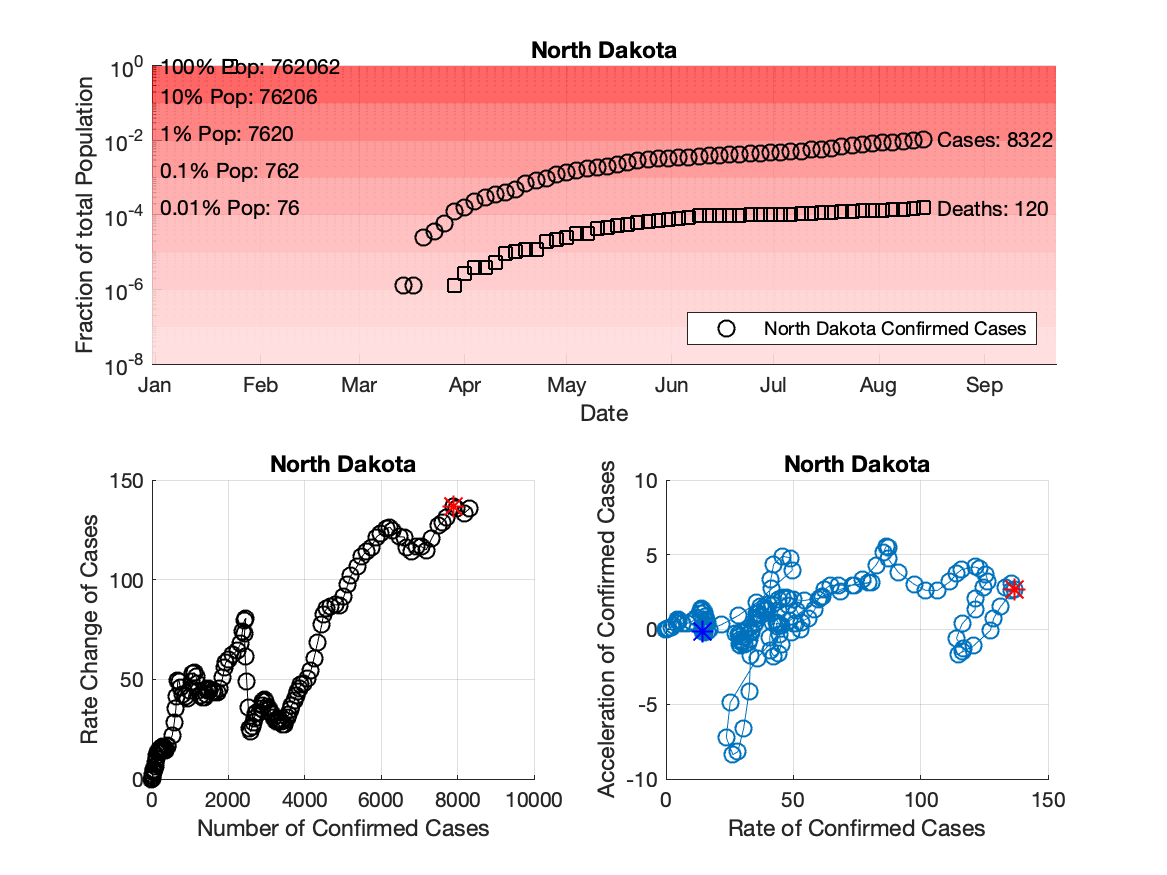 North Dakota
Fraction of total Population
10^0
10^-2
10^-4
10^-6
10^-8
100% Pop: 762062
10% Pop: 76206
1% Pop: 7620
0.1% Pop: 762
0.01% Pop: 76
Cases: 8322
Deaths: 120
North Dakota Confirmed Cases
Jan Feb Mar Apr May Jun Jul Aug Sep
Date
North Dakota
Rate Change of Cases
150
100
50
0
0 2000 4000 6000 8000 10000
Number of Confirmed Cases
North Dakota
Acceleration of Confirmed Cases
10
5
0
-5
-10
0 50 100 150
Rate of Confirmed Cases